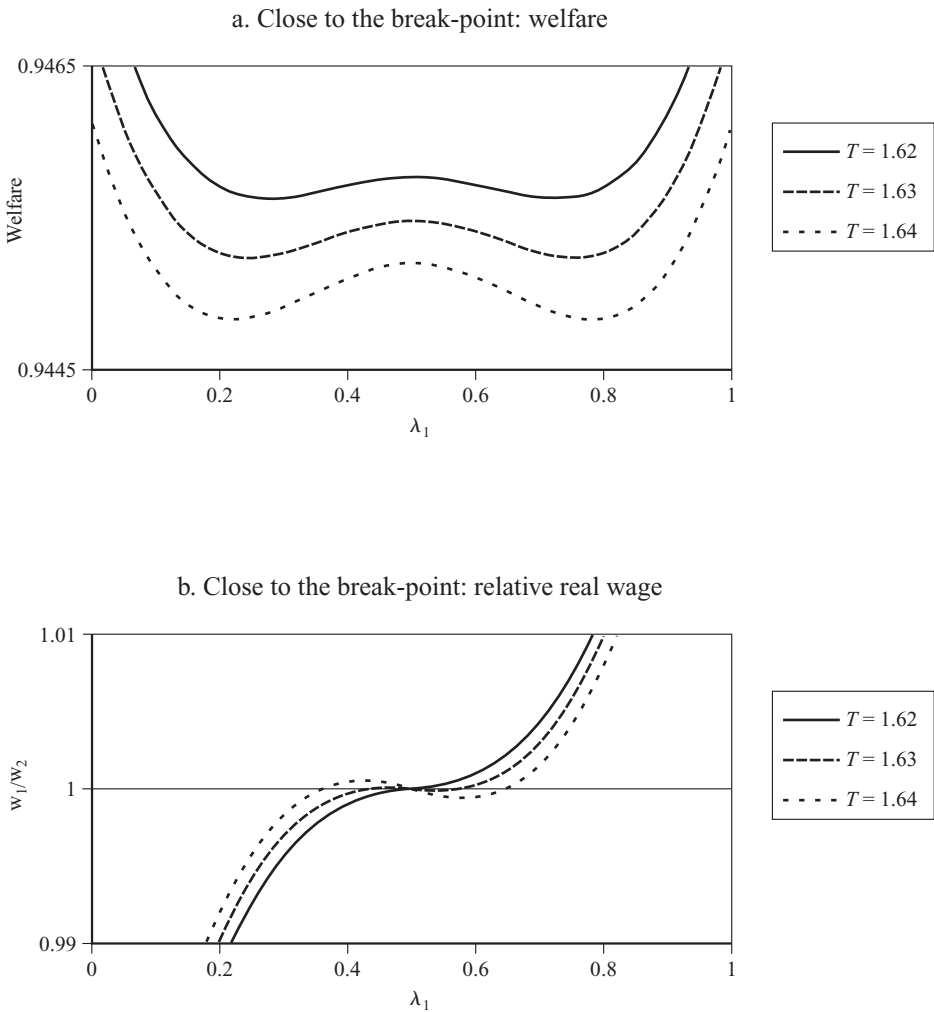 a. Close to the break-point: welfare
0.9465
Welfare
0.9445
0 0.2 0.4 0.6 0.8 1
λ1
T = 1.62
T = 1.63
T = 1.64
b. Close to the break-point: relative real wage
1.01
w1/w2
1
0.99
0 0.2 0.4 0.6 0.8 1
λ1
T = 1.62
T = 1.63
T = 1.64